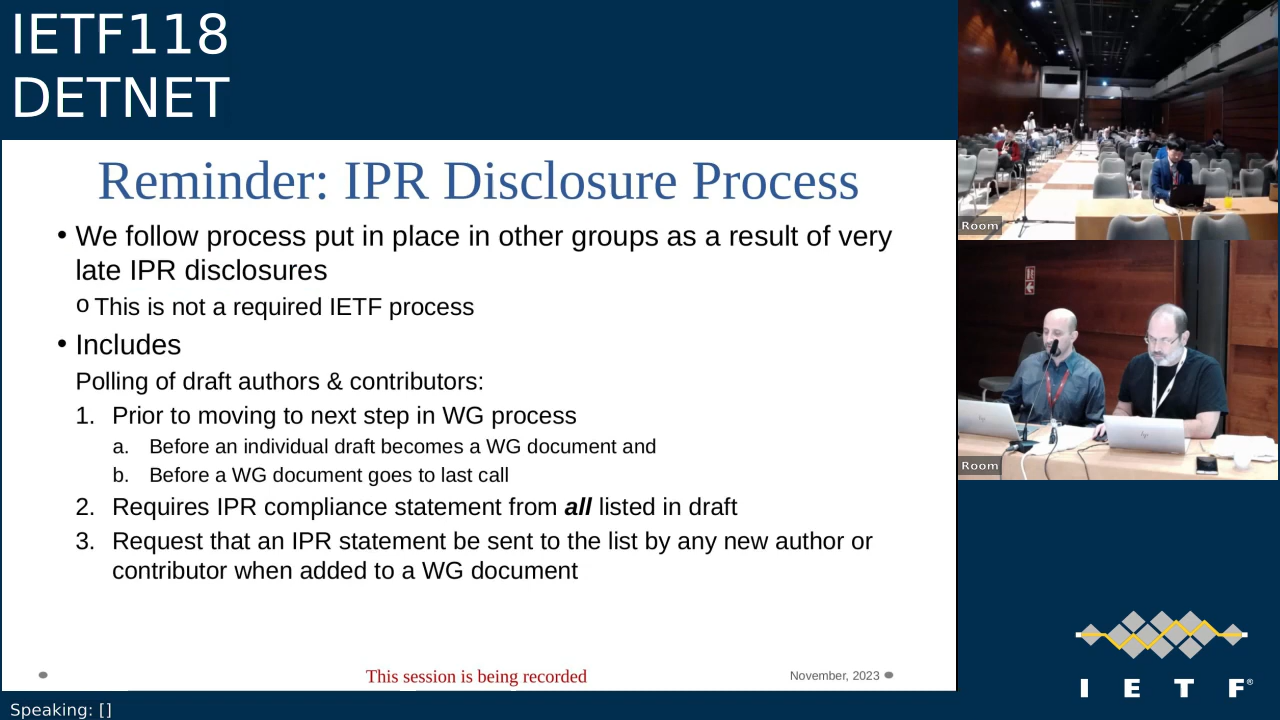 IETF118
DETNET
Reminder: IPR Disclosure Process
• We follow process put in place in other groups as a result of very
late IPR disclosures
o This is not a required IETF process
• Includes
Polling of draft authors & contributors:
1. Prior to moving to next step in WG process
a. Before an individual draft becomes a WG document and
b. Before a WG document goes to last call
2. Requires IPR compliance statement from all listed in draft
3. Request that an IPR statement be sent to the list by any new author or
contributor when added to a WG document
This session is being recorded
November, 2023
Room
Room
I E T F®
Speaking: []